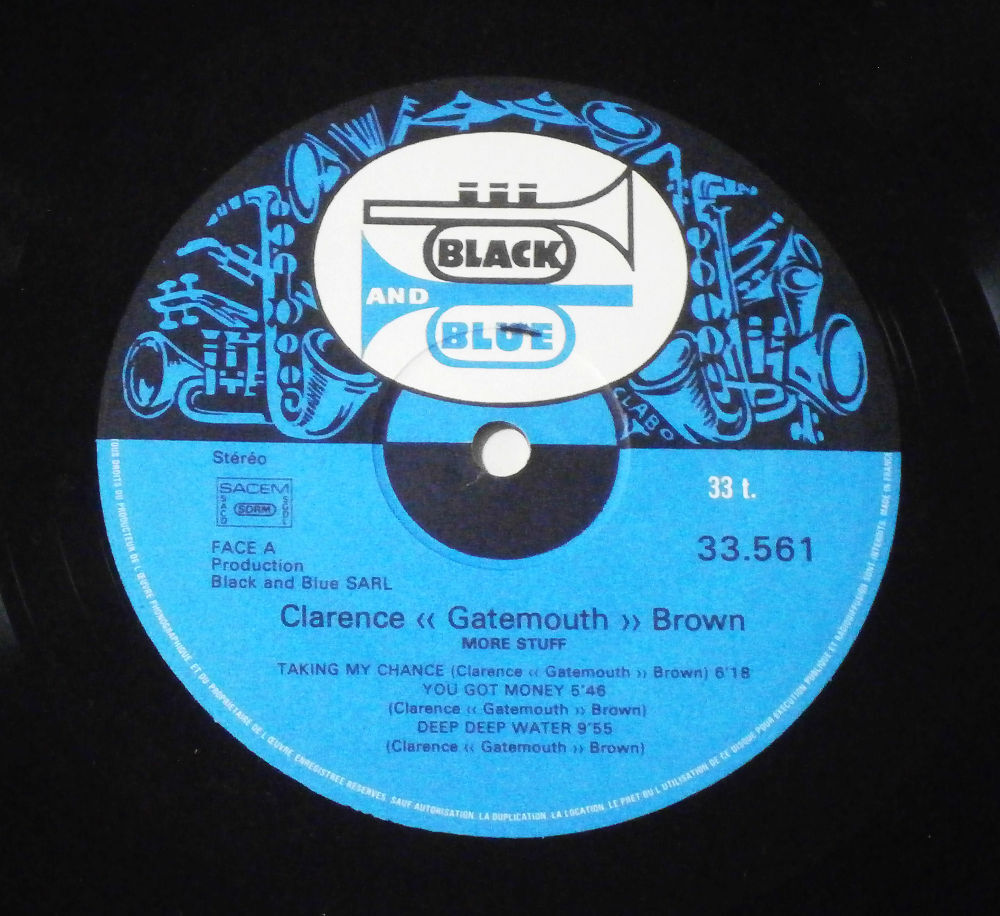 BLACK
AND
BLUE
CLABO
Stéréo
SACEM
SACD
SDRM
SGDL
33 t.
33.561
FACE A
Production
Black and Blue SARL
Clarence ‹‹ Gatemouth ›› Brown
MORE STUFF
TAKING MY CHANCE (Clarence ‹‹ Gatemouth ›› Brown) 6'18
YOU GOT MONEY 5'46
(Clarence ‹‹ Gatemouth ›› Brown)
DEEP DEEP WATER 9'55
(Clarence ‹‹ Gatemouth ›› Brown)
TOUS DROITS DU PRODUCTEUR DE L'ŒUVRE PHONOGRAPHIQUE ET DU PROPRIETAIRE DE L'ŒUVRE ENREGISTREE RESERVES. SAUF AUTORISATION, LA DUPLICATION, LA LOCATION, LE PRET OU L'UTILISATION DE CE DISQUE POUR EXECUTION PUBLIQUE ET RADIODIFFUSION SONT INTERDITS. MADE IN FRANCE